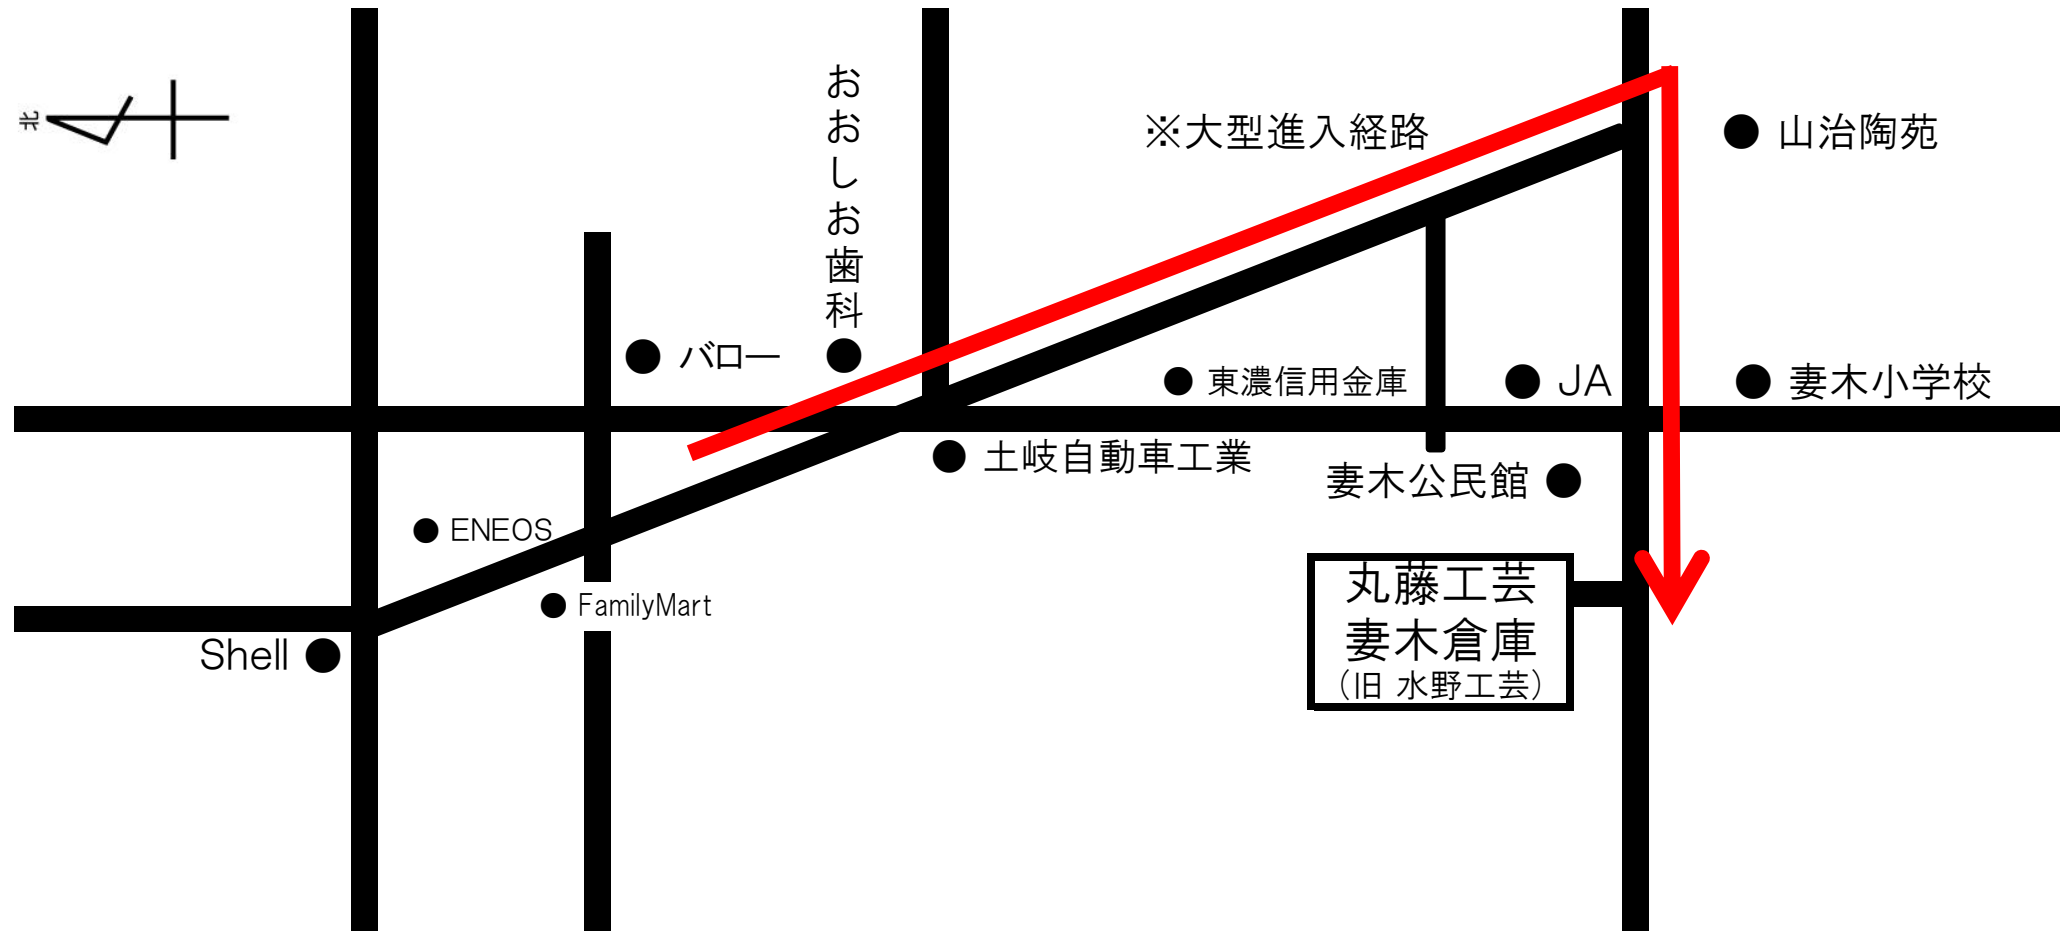 北
おおしお歯科
※大型進入経路
山治陶苑
バロー
東濃信用金庫
JA
妻木小学校
土岐自動車工業
妻木公民館
ENEOS
FamilyMart
Shell
丸藤工芸
妻木倉庫
（旧 水野工芸）